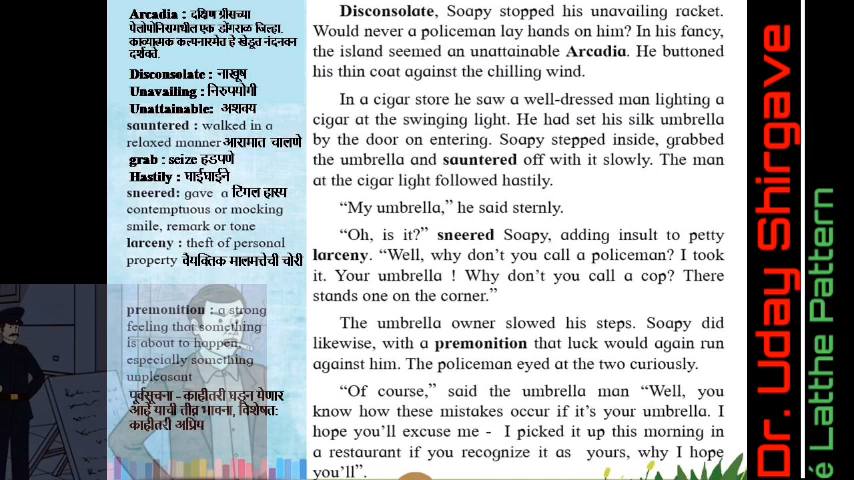 Arcadia : दक्षिण ग्रीसच्या
पेलोपोनिसमधील एक डोंगराळ जिल्हा.
काव्यात्मक कल्पनारम्येत हे खेडूत नंदनवन
दर्शवते.
Disconsolate : नाखूष
Unavailing : निरुपयोगी
Unattainable: अशक्य
sauntered : walked in a
relaxed manner आरामात चालणे
grab : seize हडपणे
Hastily : घाईघाईने
sneered: gave a टिंगल हास्य
contemptuous or mocking
smile, remark or tone
larceny : theft of personal
property वैयक्तिक मालमत्तेची चोरी
premonition : a strong
feeling that something
is about to happen,
especially something
unpleasant
पूर्वसूचना - काहीतरी घडून येणार
आहे याची तीव्र भावना, विशेषत:
काहीतरी अप्रिय
Disconsolate, Soapy stopped his unavailing racket.
Would never a policeman lay hands on him? In his fancy,
the island seemed an unattainable Arcadia. He buttoned
his thin coat against the chilling wind.
In a cigar store he saw a well-dressed man lighting a
cigar at the swinging light. He had set his silk umbrella
by the door on entering. Soapy stepped inside, grabbed
the umbrella and sauntered off with it slowly. The man
at the cigar light followed hastily.
“My umbrella,” he said sternly.
“Oh, is it?” sneered Soapy, adding insult to petty
larceny. “Well, why don’t you call a policeman? I took
it. Your umbrella ! Why don’t you call a cop? There
stands one on the corner.”
The umbrella owner slowed his steps. Soapy did
likewise, with a premonition that luck would again run
against him. The policeman eyed at the two curiously.
“Of course,” said the umbrella man “Well, you
know how these mistakes occur if it’s your umbrella. I
hope you’ll excuse me - I picked it up this morning in
a restaurant if you recognize it as yours, why I hope
you’ll”.
Dr. Uday Shirgave
é Latthe Pattern